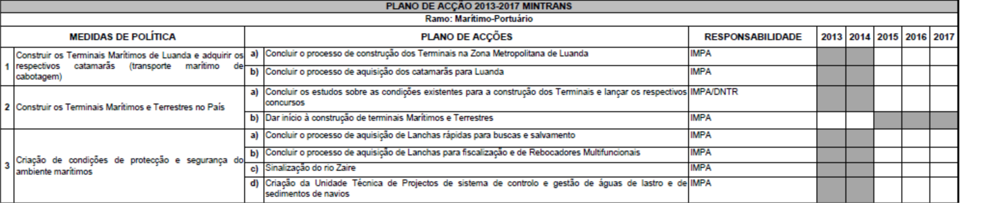 PLANO DE ACÇÃO 2013-2017 MINTRANS
Ramo: Marítimo-Portuário
MEDIDAS DE POLÍTICA PLANO DE ACÇÕES RESPONSABILIDADE 2013 2014 2015 2016 2017
1 Construir os Terminais Marítimos de Luanda e adquirir os
respectivos catamarãs (transporte marítimo de
cabotagem)
a) Concluir o processo de construção dos Terminais na Zona Metropolitana de Luanda IMPA
b) Concluir o processo de aquisição dos catamarãs para Luanda IMPA
2 Construir os Terminais Marítimos e Terrestres no País
a) Concluir os estudos sobre as condições existentes para a construção dos Terminais e lançar os respectivos IMPA/DNTR
concursos
b) Dar início à construção de terminais Marítimos e Terrestres IMPA
3 Criação de condições de protecção e segurança do
ambiente marítimos
a) Concluir o processo de aquisição de Lanchas rápidas para buscas e salvamento IMPA
b) Concluir o processo de aquisição de Lanchas para fiscalização e de Rebocadores Multifuncionais IMPA
c) Sinalização do rio Zaire IMPA
d) Criação da Unidade Técnica de Projectos de sistema de controlo e gestão de águas de lastro e de IMPA
sedimentos de navios